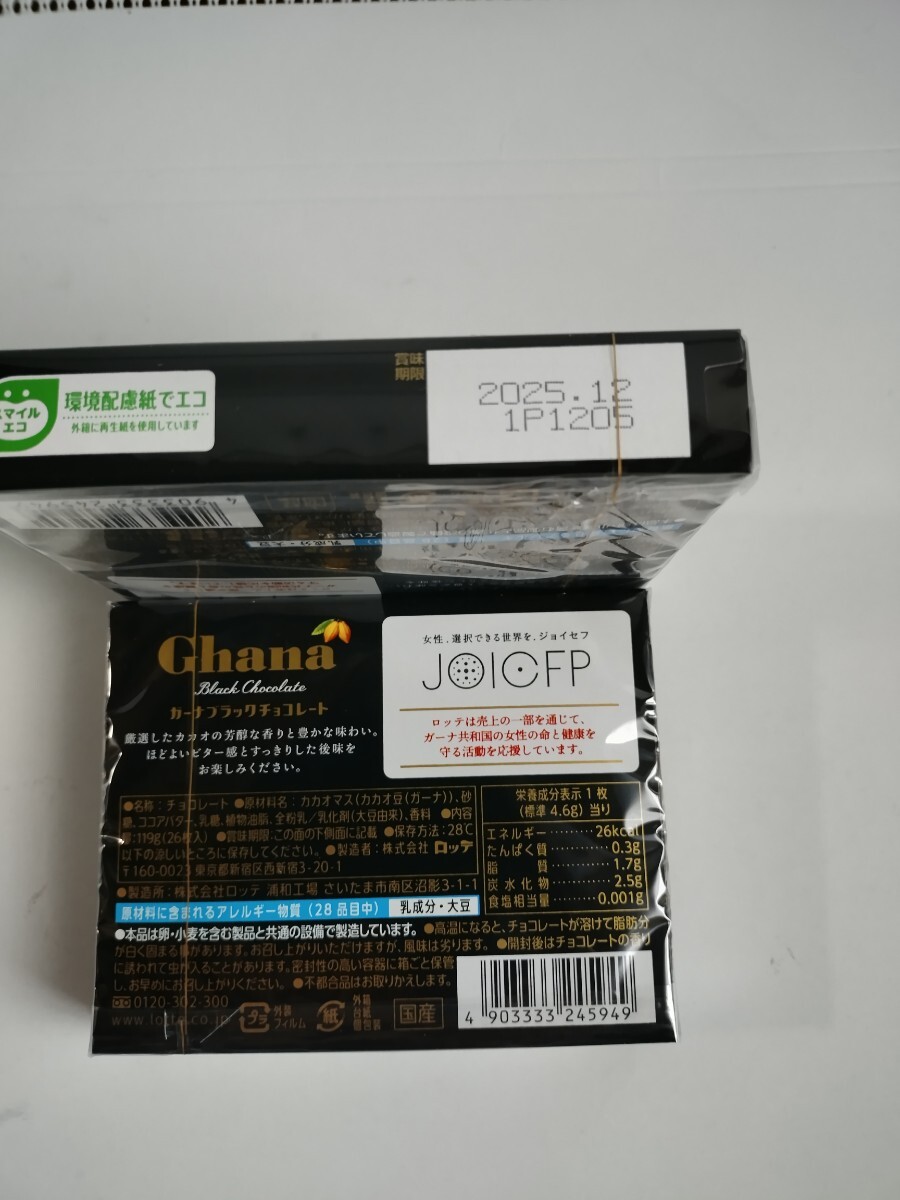 賞味
期限
2025.12
1P1205
スマイル
エコ
環境配慮紙でエコ
外箱に再生紙を使用しています
乳成分・大豆
Ghana
Black Chocolate
ガーナブラックチョコレート
厳選したカカオの芳醇な香りと豊かな味わい。
ほどよいビター感とすっきりした後味を
お楽しみください。
女性、選択できる世界を、ジョイセフ
JOICFP
ロッテは売上の一部を通じて、
ガーナ共和国の女性の命と健康を
守る活動を応援しています。
●名称：チョコレート ●原材料名：カカオマス(カカオ豆(ガーナ))、砂
糖、ココアバター、乳糖、植物油脂、全粉乳/乳化剤(大豆由来)、香料 ●内容
量:119g(26枚入) ●賞味期限:この面の下側面に記載 ●保存方法：28℃
以下の涼しいところに保存してください。 ●製造者：株式会社 ロッテ
〒160-0023 東京都新宿区西新宿3-20-1
●製造所：株式会社ロッテ 浦和工場 さいたま市南区沼影3-1-1
栄養成分表示 1 枚
(標準 4.6g) 当り
エネルギー 26kcal
たんぱく質 0.3g
脂質 1.7g
炭水化物 2.5g
食塩相当量 0.001g
原材料に含まれるアレルギー物質（28 品目中） 乳成分・大豆
●本品は卵・小麦を含む製品と共通の設備で製造しています。 ●高温になると、チョコレートが溶けて脂肪分
が白く固まる事があります。お召し上がりいただけますが、風味は劣ります。 ●開封後はチョコレートの香り
に誘われて虫が入ることがあります。密封性の高い容器に箱ごと保管
し、お早めにお召し上がりください。 ●不都合品はお取りかえします。
0120-302-300
www.lotte.co.jp
プラ
外装
フィルム
紙
外箱
台紙
個包装
国産
4 903333 245949